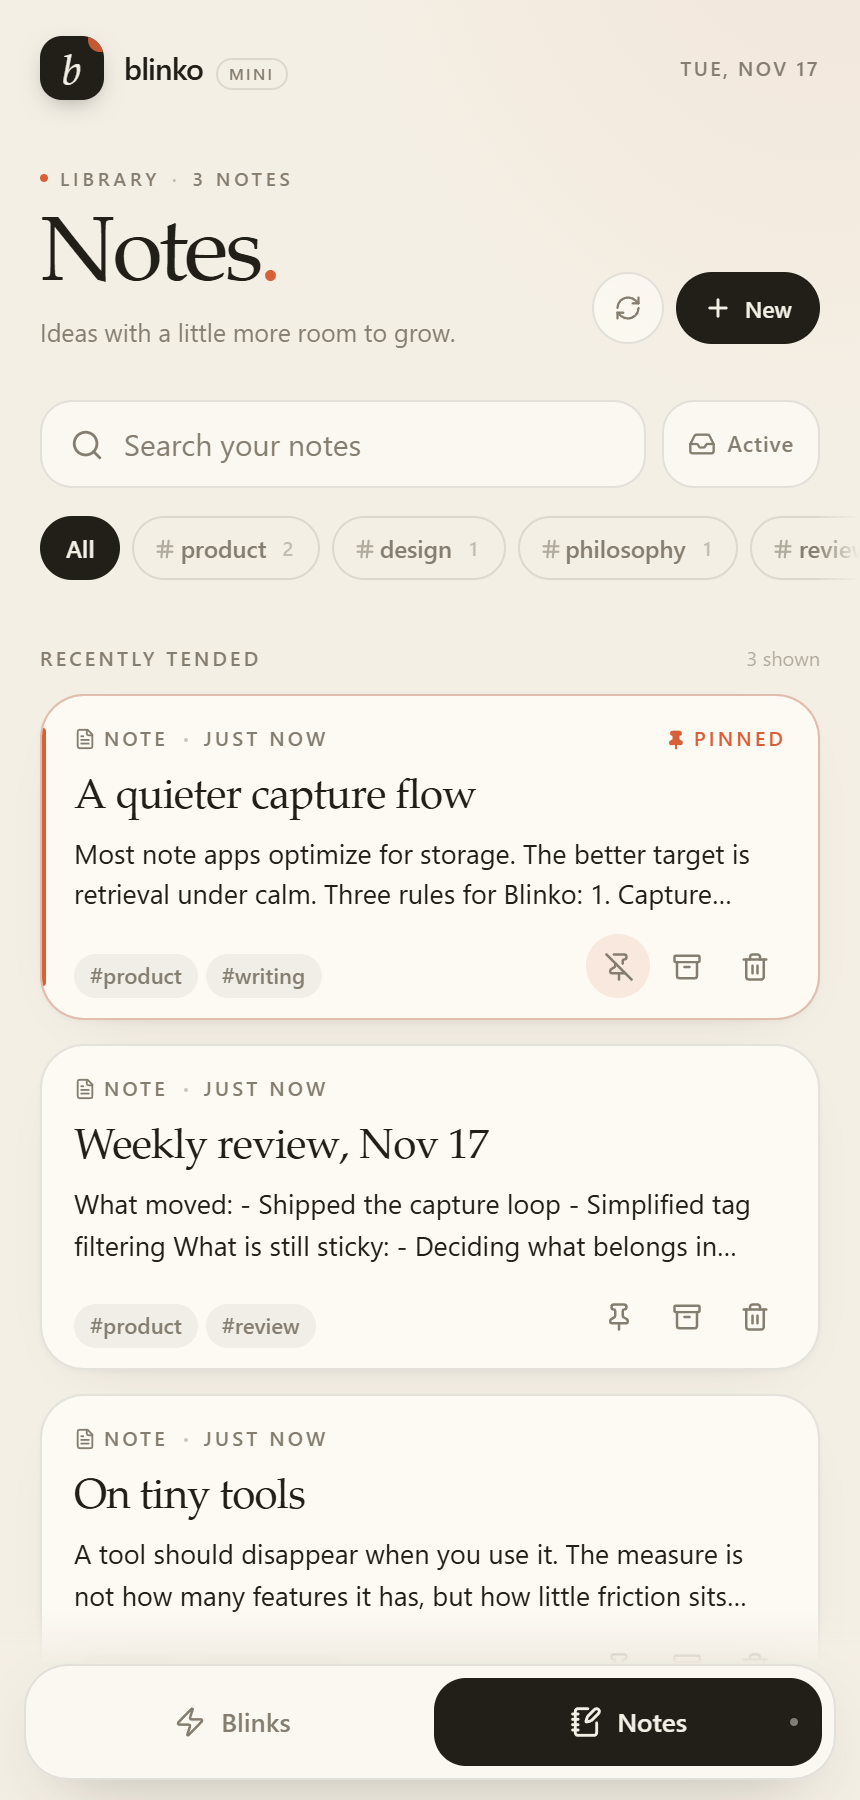 b blinko MINI TUE, NOV 17
LIBRARY · 3 NOTES
Notes.
Ideas with a little more room to grow.
New
Search your notes
Active
All # product 2 # design 1 # philosophy 1 #
RECENTLY TENDED 3 shown
NOTE · JUST NOW PINNED
A quieter capture flow
Most note apps optimize for storage. The better target is
retrieval under calm. Three rules for Blinko: 1. Capture...
#product #writing
NOTE · JUST NOW
Weekly review, Nov 17
What moved: - Shipped the capture loop - Simplified tag
filtering What is still sticky: - Deciding what belongs in...
#product #review
NOTE · JUST NOW
On tiny tools
A tool should disappear when you use it. The measure is
not how many features it has, but how little friction sits...
Blinks Notes